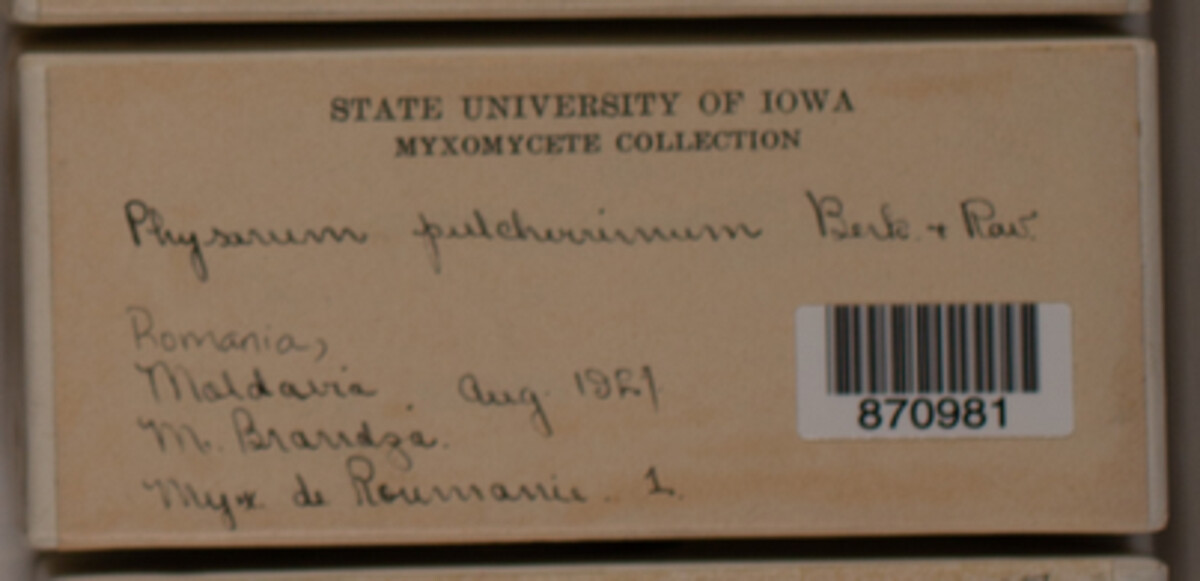 STATE UNIVERSITY OF IOWA
MYXOMYCETE COLLECTION
Physarum pulcherrimum Berk. + Rav.
Romania,
Moldavia Aug. 1921
M. Brandza.
Myx. de Roumanie. 1.
870981